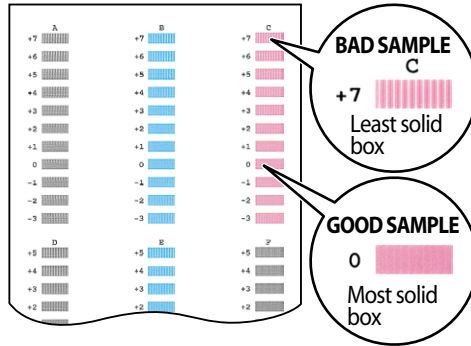 A B C
+7 +7 +7
+6 +6 +6
+5 +5 +5
+4 +4 +4
+3 +3 +3
+2 +2 +2
+1 +1 +1
0 0 0
-1 -1 -1
-2 -2 -2
-3 -3 -3
D E F
+5 +5 +5
+4 +4 +4
+3 +3 +3
+2 +2 +2
BAD SAMPLE
C
+7
Least solid
box
GOOD SAMPLE
0
Most solid
box